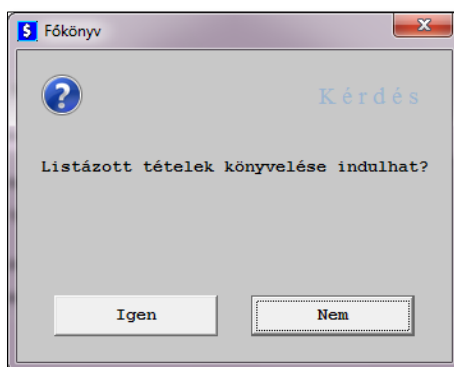 Főkönyv
Kérdés
Listázott tételek könyvelése indulhat?
Igen
Nem